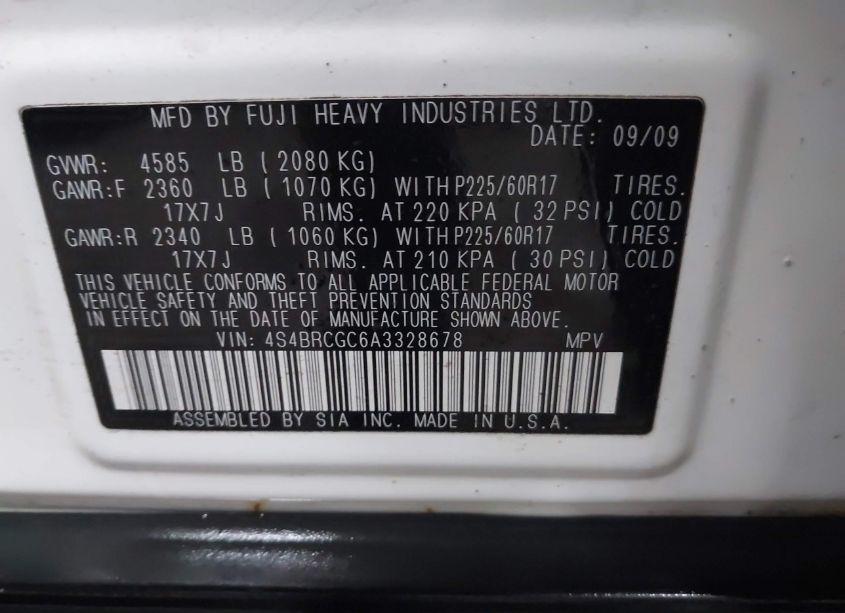 MFD BY FUJI HEAVY INDUSTRIES LTD.
DATE: 09/09
GVWR: 4585 LB ( 2080 KG)
GAWR:F 2360 LB ( 1070 KG) WITH P225/60R17 TIRES.
17X7J RIMS. AT 220 KPA ( 32 PSI) COLD
GAWR:R 2340 LB ( 1060 KG) WITH P225/60R17 TIRES.
17X7J RIMS. AT 210 KPA ( 30 PSI) COLD
THIS VEHICLE CONFORMS TO ALL APPLICABLE FEDERAL MOTOR
VEHICLE SAFETY AND THEFT PREVENTION STANDARDS
IN EFFECT ON THE DATE OF MANUFACTURE SHOWN ABOVE.
VIN: 4S4BRCGC6A3328678 MPV
ASSEMBLED BY SIA INC. MADE IN U.S.A.